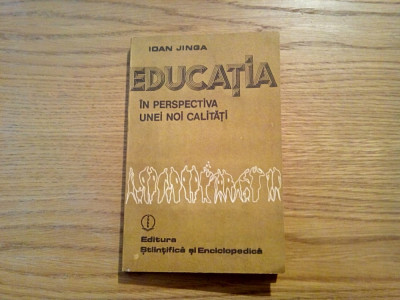 IOAN JINGA
EDUCAȚIA
ÎN PERSPECTIVA
UNEI NOI CALITĂȚI
Editura
Științifică și Enciclopedică